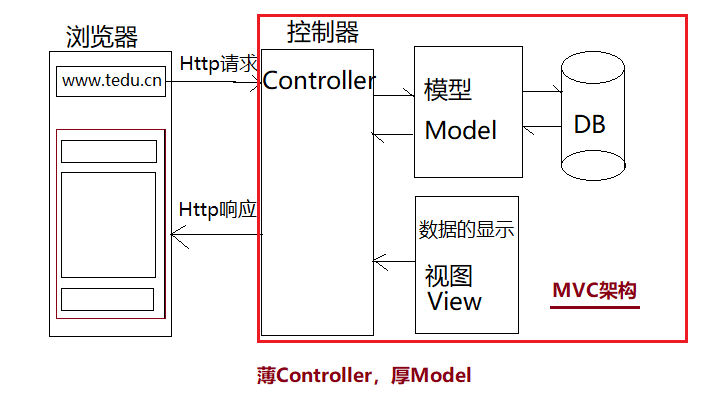 浏览器
www.tedu.cn
Http请求
Http响应
控制器
Controller
模型
Model
DB
数据的显示
视图
View
MVC架构
薄Controller，厚Model